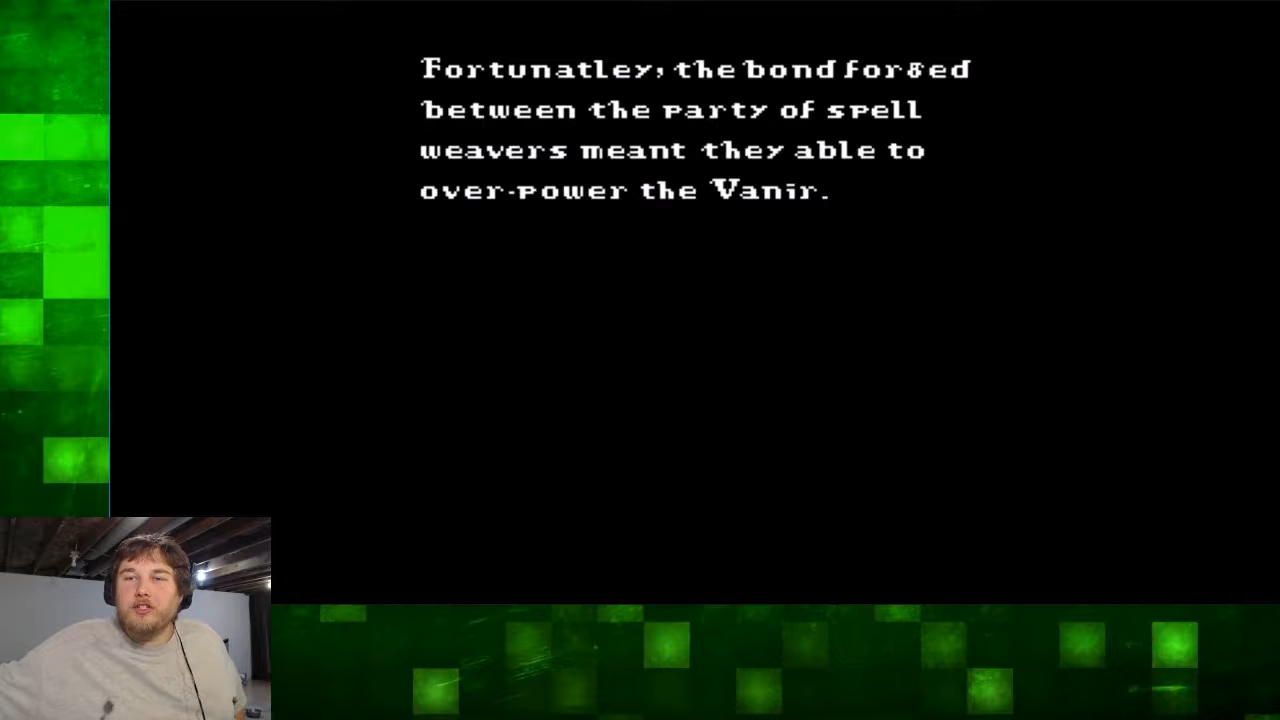 Fortunatley, the bond forged
between the party of spell
weavers meant they able to
over-power the Vanir.